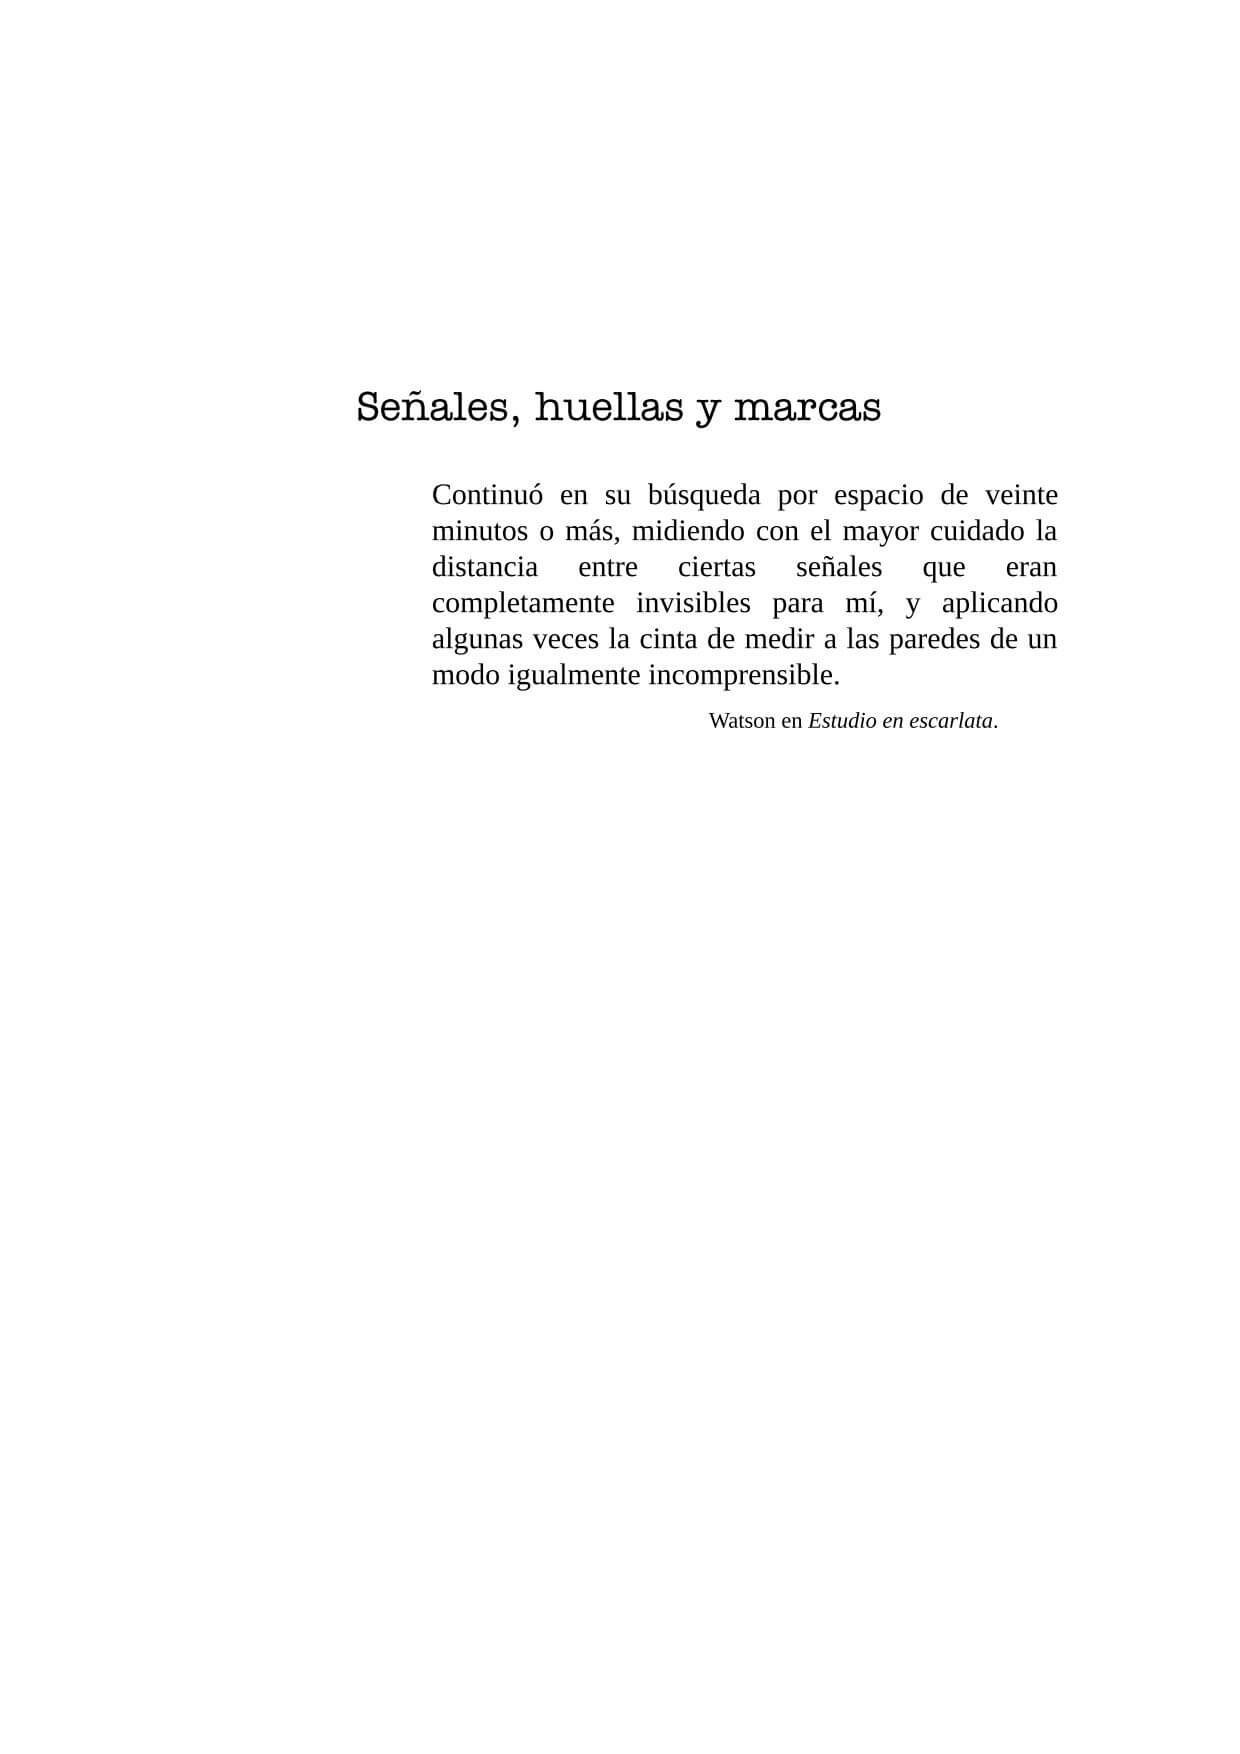 Señales, huellas y marcas
Continuó en su búsqueda por espacio de veinte
minutos o más, midiendo con el mayor cuidado la
distancia entre ciertas señales que eran
completamente invisibles para mí, y aplicando
algunas veces la cinta de medir a las paredes de un
modo igualmente incomprensible.
Watson en Estudio en escarlata.